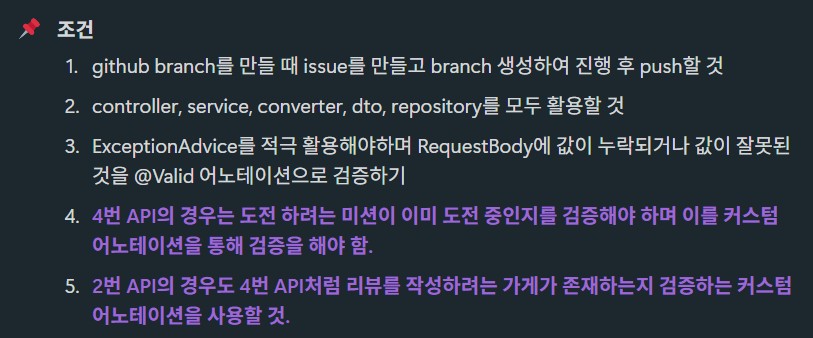 📌 조건
1. github branch를 만들 때 issue를 만들고 branch 생성하여 진행 후 push할 것
2. controller, service, converter, dto, repository를 모두 활용할 것
3. ExceptionAdvice를 적극 활용해야하며 RequestBody에 값이 누락되거나 값이 잘못된
것을 @Valid 어노테이션으로 검증하기
4. 4번 API의 경우는 도전 하려는 미션이 이미 도전 중인지를 검증해야 하며 이를 커스텀
어노테이션을 통해 검증을 해야 함.
5. 2번 API의 경우도 4번 API처럼 리뷰를 작성하려는 가게가 존재하는지 검증하는 커스텀
어노테이션을 사용할 것.